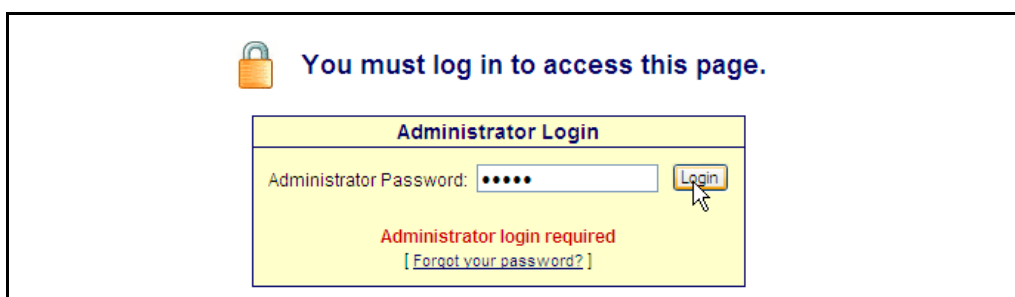 You must log in to access this page.
Administrator Login
Administrator Password: ••••• Login
Administrator login required
[ Forgot your password? ]